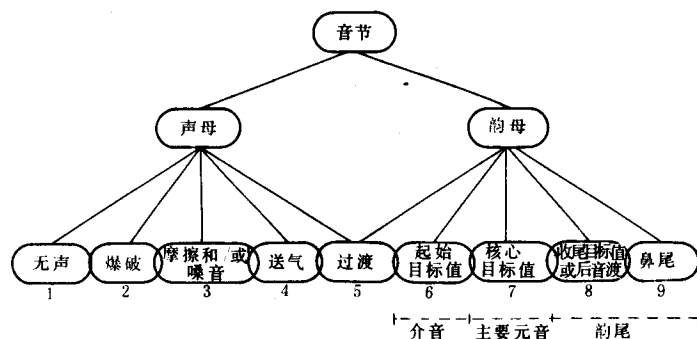 音节
声母
韵母
无声
爆破
摩擦和/或
嗓音
送气
过渡
起始
目标值
核心
目标值
收尾目标值
或后音渡
鼻尾
1 2 3 4 5 6 7 8 9
介音 主要元音 韵尾